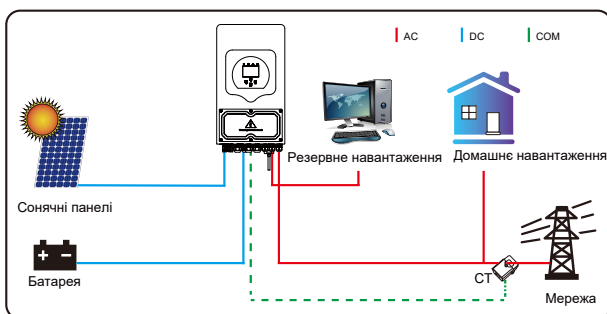 AC
DC
COM
Резервне навантаження
Домашнє навантаження
Сонячні панелі
Батарея
CT
Мережа